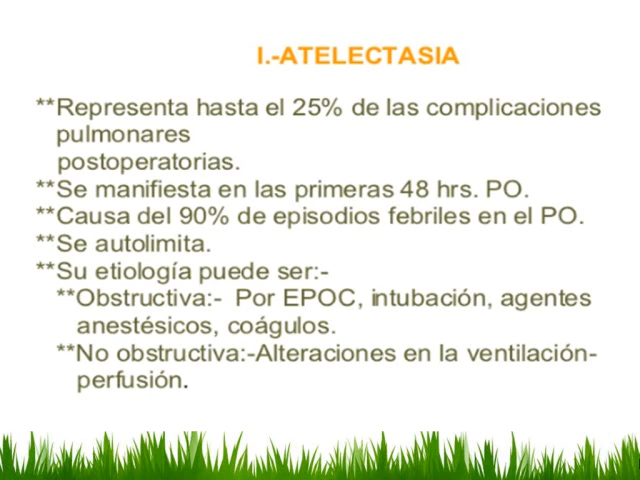 I.-ATELECTASIA
**Representa hasta el 25% de las complicaciones
pulmonares
postoperatorias.
**Se manifiesta en las primeras 48 hrs. PO.
**Causa del 90% de episodios febriles en el PO.
**Se autolimita.
**Su etiología puede ser:-
**Obstructiva:-  Por EPOC, intubación, agentes
anestésicos, coágulos.
**No obstructiva:-Alteraciones en la ventilación-
perfusión.